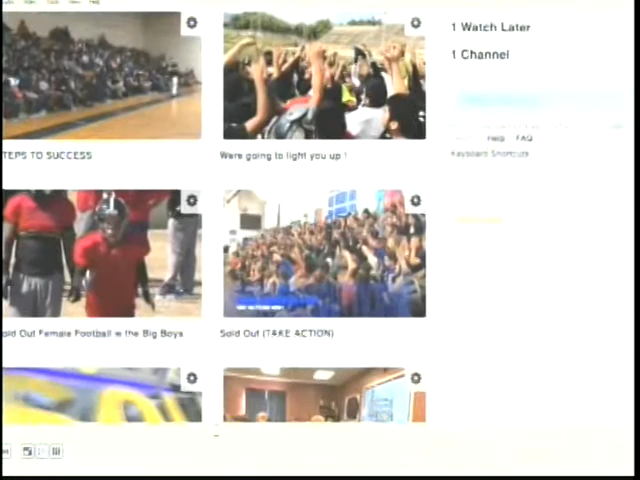 1 Watch Later
1 Channel
Help FAQ
Keyboard Shortcuts
TEPS TO SUCCESS
Were going to light you up !
old Out Female Football w the Big Boys
Sold Out (TAKE ACTION)